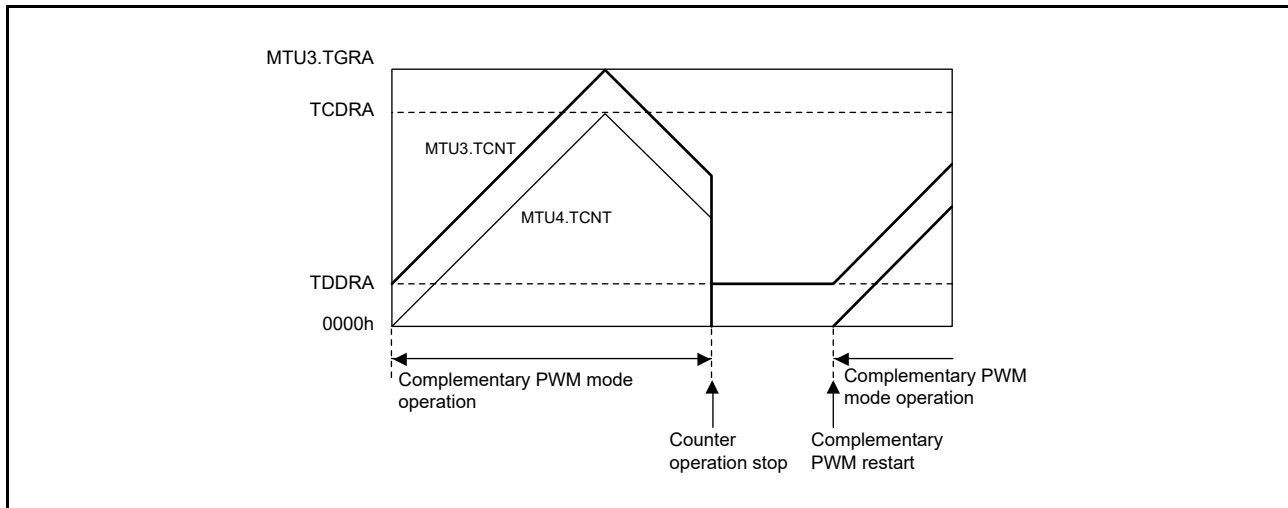 MTU3.TGRA
TCDRA
MTU3.TCNT
MTU4.TCNT
TDDRA
0000h
Complementary PWM mode
operation
Complementary PWM
mode operation
Counter
operation stop
Complementary
PWM restart